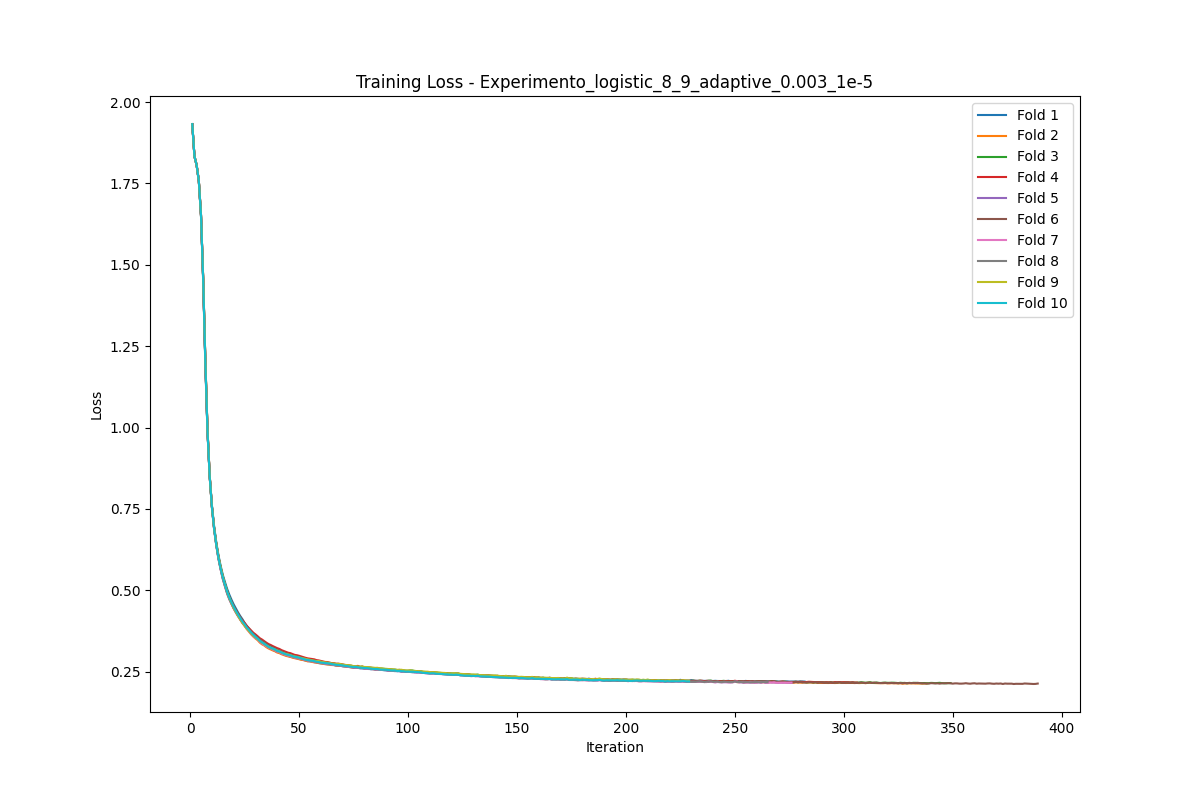 Training Loss - Experimento_logistic_8_9_adaptive_0.003_1e-5
2.00
1.75
1.50
1.25
1.00
0.75
0.50
0.25
Loss
0
50
100
150
200
250
300
350
400
Iteration
Fold 1
Fold 2
Fold 3
Fold 4
Fold 5
Fold 6
Fold 7
Fold 8
Fold 9
Fold 10